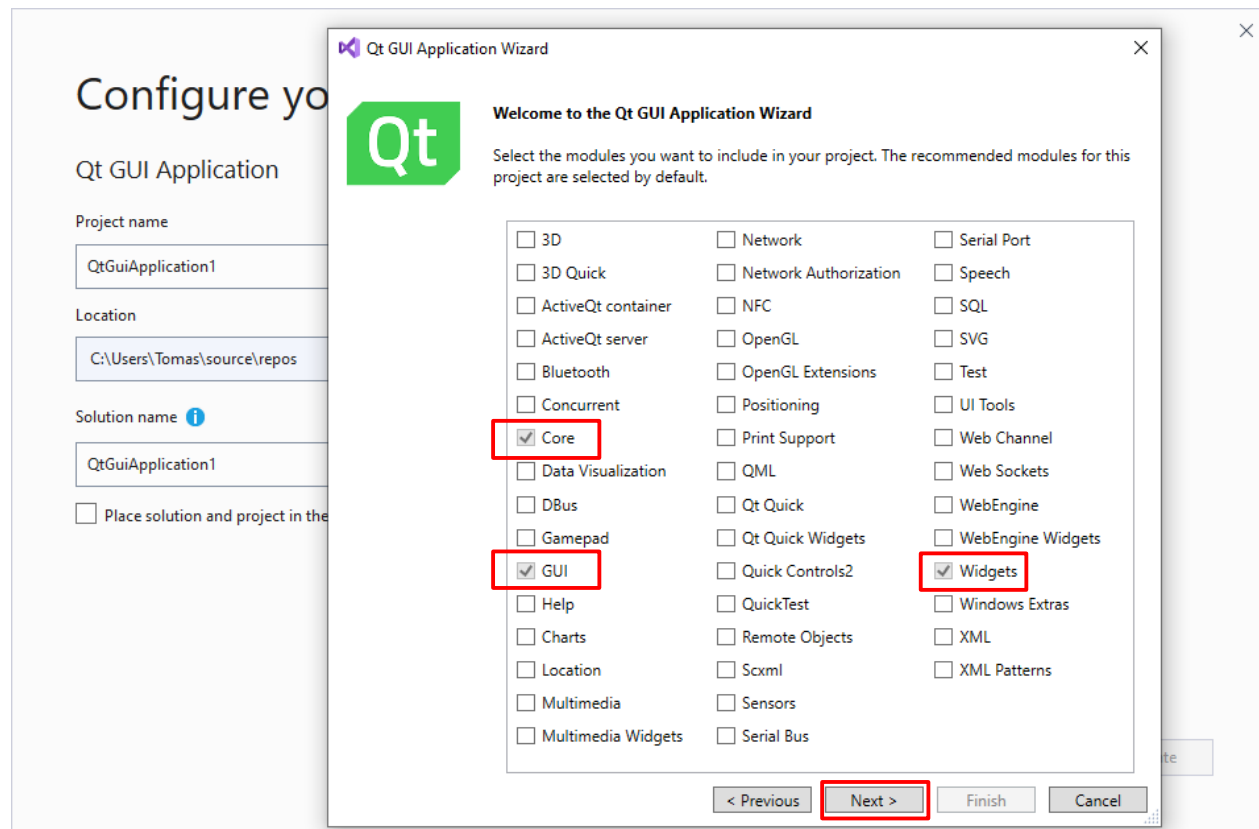 Configure yo
Qt GUI Application
Project name
QtGuiApplication1
Location
C:\Users\Tomas\source\repos
Solution name
QtGuiApplication1
Place solution and project in the
Qt GUI Application Wizard
Qt
Welcome to the Qt GUI Application Wizard
Select the modules you want to include in your project. The recommended modules for this
project are selected by default.
3D
3D Quick
ActiveQt container
ActiveQt server
Bluetooth
Concurrent
Core
Data Visualization
DBus
Gamepad
GUI
Help
Charts
Location
Multimedia
Multimedia Widgets
Network
Network Authorization
NFC
OpenGL
OpenGL Extensions
Positioning
Print Support
QML
Qt Quick
Qt Quick Widgets
Quick Controls2
QuickTest
Remote Objects
Scxml
Sensors
Serial Bus
Serial Port
Speech
SQL
SVG
Test
UI Tools
Web Channel
Web Sockets
WebEngine
WebEngine Widgets
Widgets
Windows Extras
XML
XML Patterns
< Previous
Next >
Finish
Cancel
te